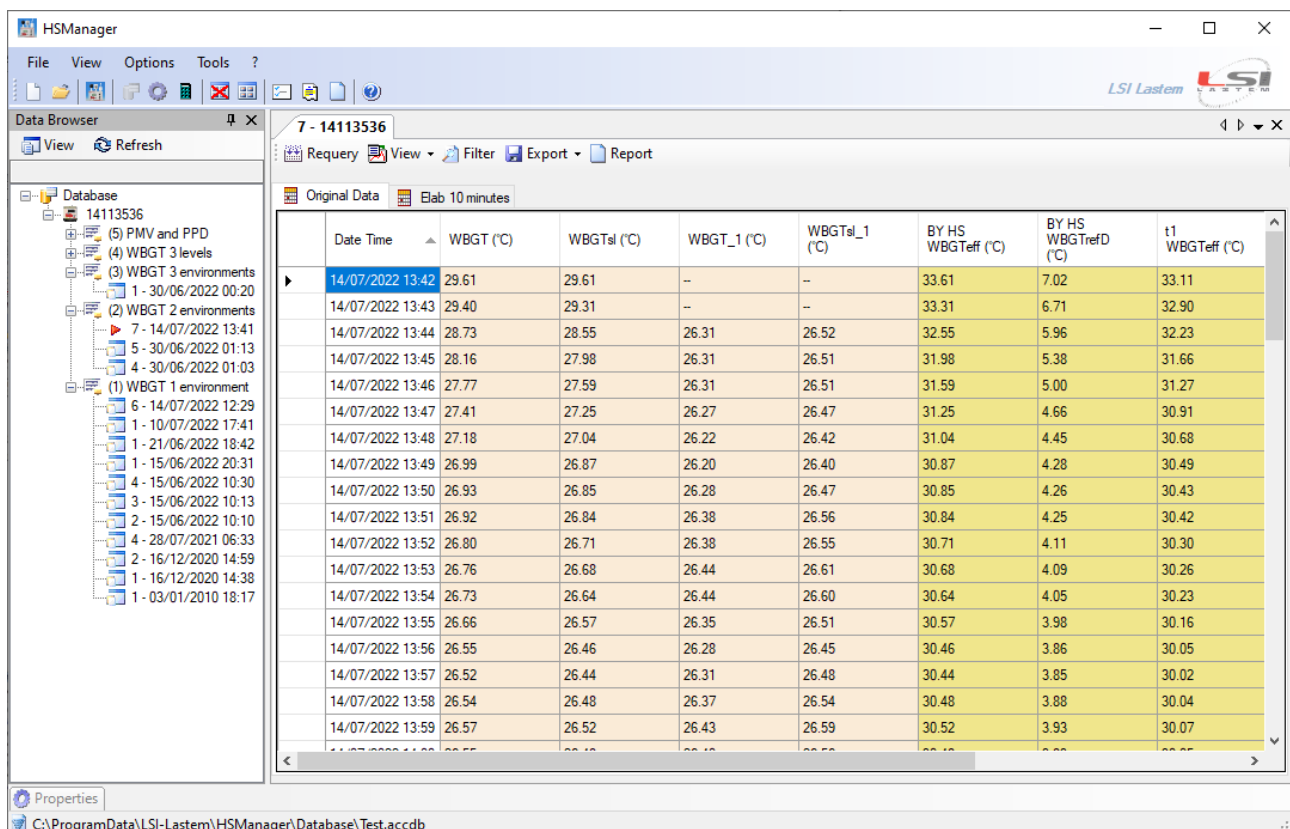 HSManager
File View Options Tools ?
LSI Lastem
LSI
LASTEM
Data Browser
View Refresh
Database
14113536
(5) PMV and PPD
(4) WBGT 3 levels
(3) WBGT 3 environments
1 - 30/06/2022 00:20
(2) WBGT 2 environments
7 - 14/07/2022 13:41
5 - 30/06/2022 01:13
4 - 30/06/2022 01:03
(1) WBGT 1 environment
6 - 14/07/2022 12:29
1 - 10/07/2022 17:41
1 - 21/06/2022 18:42
1 - 15/06/2022 20:31
4 - 15/06/2022 10:30
3 - 15/06/2022 10:13
2 - 15/06/2022 10:10
4 - 28/07/2021 06:33
2 - 16/12/2020 14:59
1 - 16/12/2020 14:38
1 - 03/01/2010 18:17
7 - 14113536
Requery View Filter Export Report
Original Data Elab 10 minutes
Date Time WBGT (°C) WBGTsl (°C) WBGT_1 (°C) WBGTsl_1 (°C) BY HS WBGTeff (°C) BY HS WBGTrefD (°C) t1 WBGTeff (°C)
14/07/2022 13:42 29.61 29.61 -- -- 33.61 7.02 33.11
14/07/2022 13:43 29.40 29.31 -- -- 33.31 6.71 32.90
14/07/2022 13:44 28.73 28.55 26.31 26.52 32.55 5.96 32.23
14/07/2022 13:45 28.16 27.98 26.31 26.51 31.98 5.38 31.66
14/07/2022 13:46 27.77 27.59 26.31 26.51 31.59 5.00 31.27
14/07/2022 13:47 27.41 27.25 26.27 26.47 31.25 4.66 30.91
14/07/2022 13:48 27.18 27.04 26.22 26.42 31.04 4.45 30.68
14/07/2022 13:49 26.99 26.87 26.20 26.40 30.87 4.28 30.49
14/07/2022 13:50 26.93 26.85 26.28 26.47 30.85 4.26 30.43
14/07/2022 13:51 26.92 26.84 26.38 26.56 30.84 4.25 30.42
14/07/2022 13:52 26.80 26.71 26.38 26.55 30.71 4.11 30.30
14/07/2022 13:53 26.76 26.68 26.44 26.61 30.68 4.09 30.26
14/07/2022 13:54 26.73 26.64 26.44 26.60 30.64 4.05 30.23
14/07/2022 13:55 26.66 26.57 26.35 26.51 30.57 3.98 30.16
14/07/2022 13:56 26.55 26.46 26.28 26.45 30.46 3.86 30.05
14/07/2022 13:57 26.52 26.44 26.31 26.48 30.44 3.85 30.02
14/07/2022 13:58 26.54 26.48 26.37 26.54 30.48 3.88 30.04
14/07/2022 13:59 26.57 26.52 26.43 26.59 30.52 3.93 30.07
Properties
C:\ProgramData\LSI-Lastem\HSManager\Database\Test.accdb